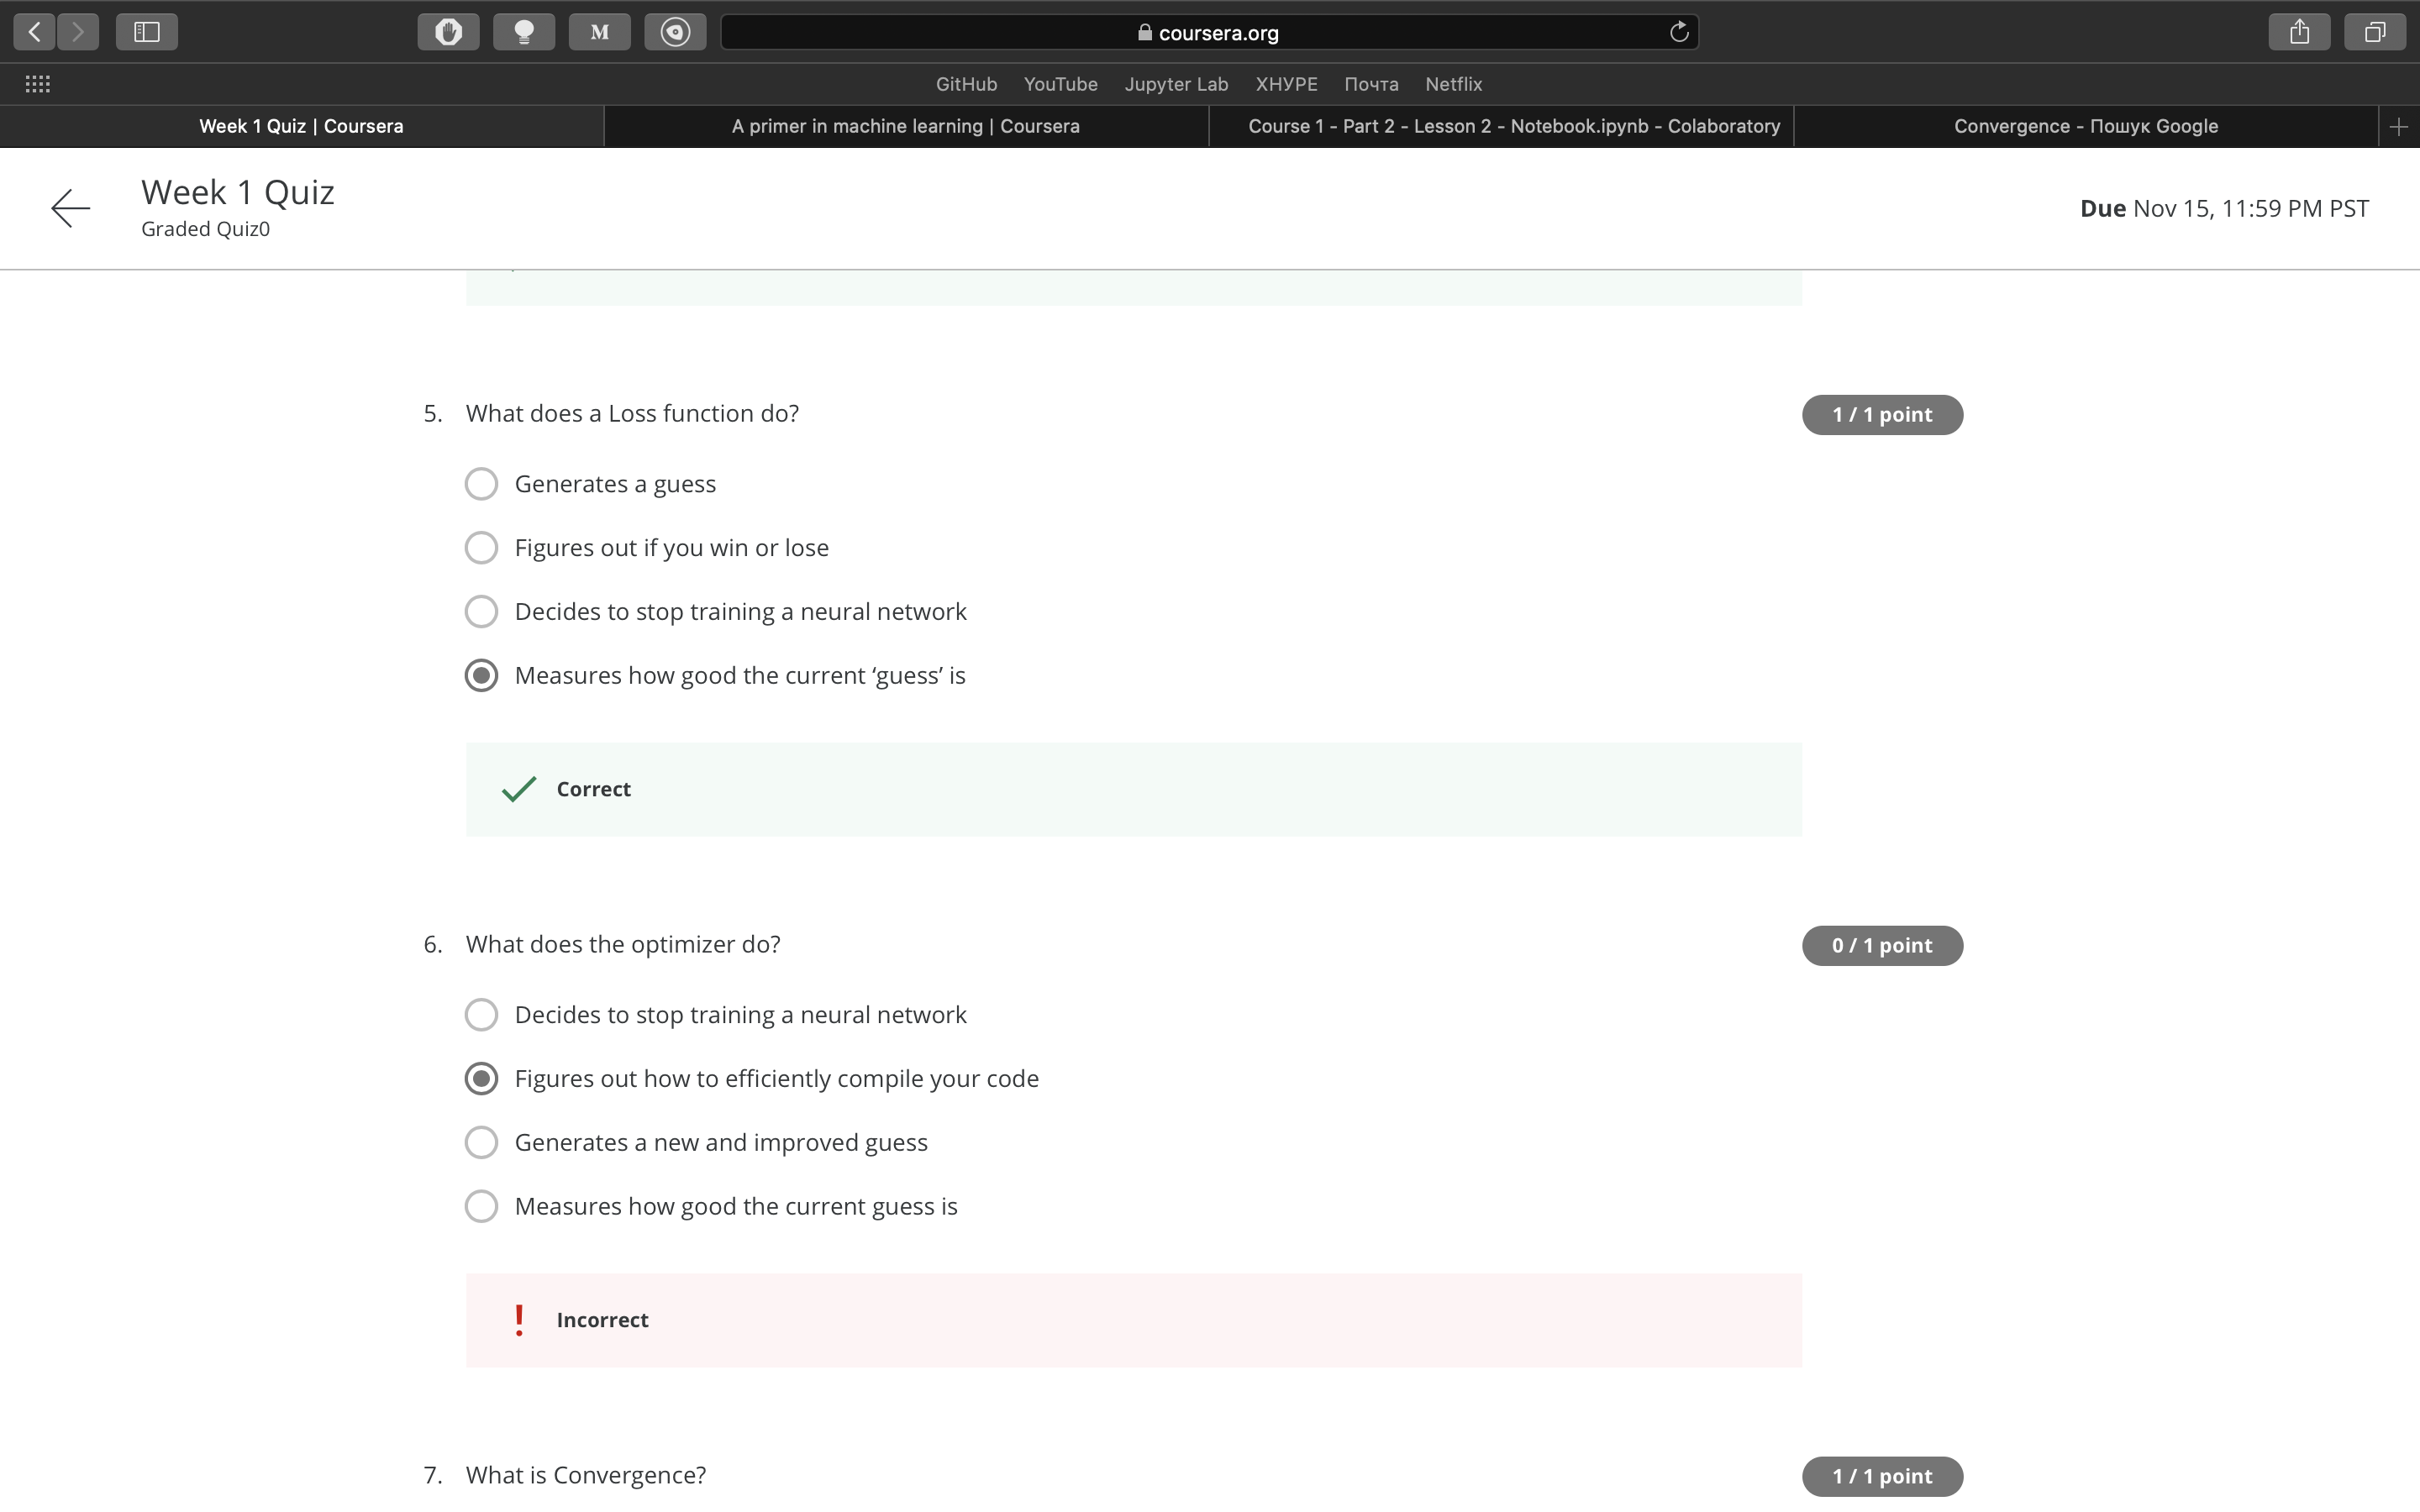 M
coursera.org
GitHub YouTube Jupyter Lab ХНУРЕ Почта Netflix
Week 1 Quiz | Coursera
A primer in machine learning | Coursera
Course 1 - Part 2 - Lesson 2 - Notebook.ipynb - Colaboratory
Convergence - Пошук Google
Week 1 Quiz
Graded Quiz0
Due Nov 15, 11:59 PM PST
5. What does a Loss function do?
1 / 1 point
Generates a guess
Figures out if you win or lose
Decides to stop training a neural network
Measures how good the current ‘guess’ is
Correct
6. What does the optimizer do?
0 / 1 point
Decides to stop training a neural network
Figures out how to efficiently compile your code
Generates a new and improved guess
Measures how good the current guess is
! Incorrect
7. What is Convergence?
1 / 1 point